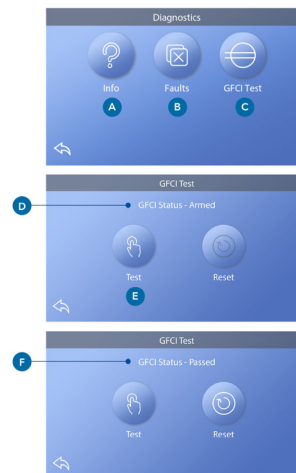 Diagnostics
Info Faults GFCI Test
A B C
GFCI Test
D GFCI Status - Armed
Test Reset
E
GFCI Test
F GFCI Status - Passed
Test Reset